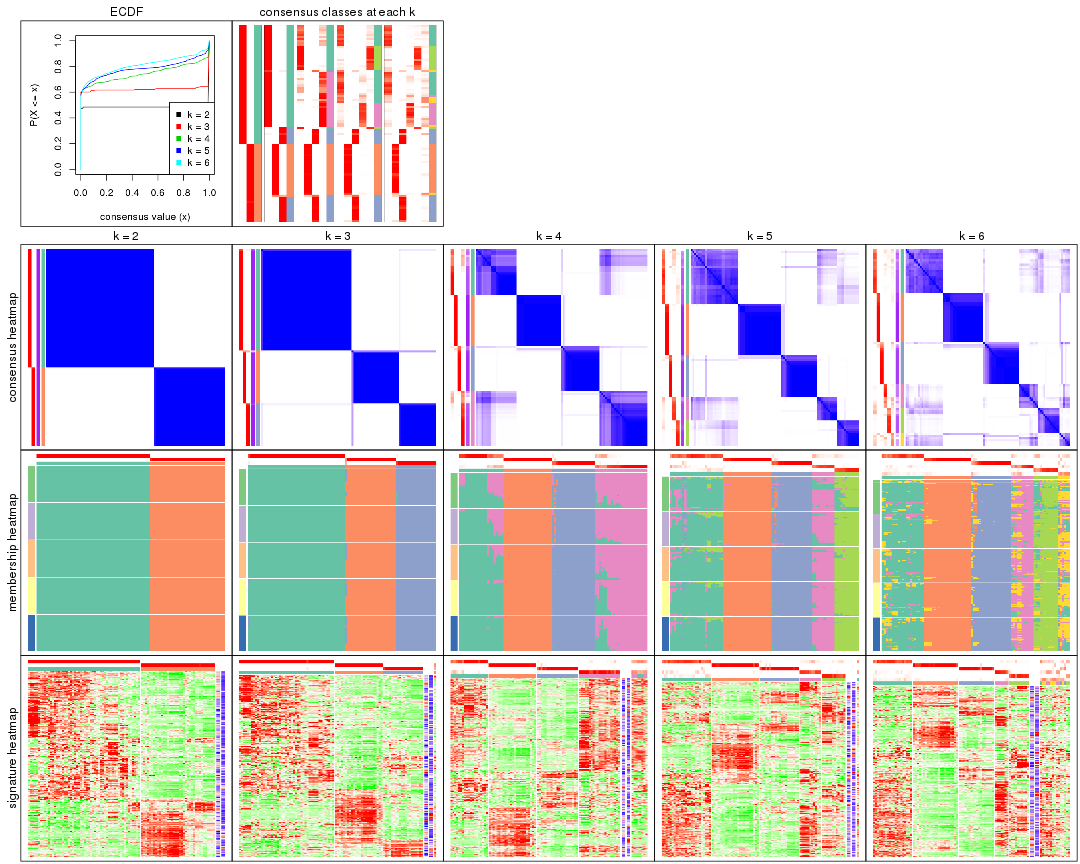 ECDF
consensus classes at each k
P(X <= x)
0.0 0.2 0.4 0.6 0.8 1.0
k = 2
k = 3
k = 4
k = 5
k = 6
0.0 0.2 0.4 0.6 0.8 1.0
consensus value (x)
k = 2
k = 3
k = 4
k = 5
k = 6
consensus heatmap
membership heatmap
signature heatmap